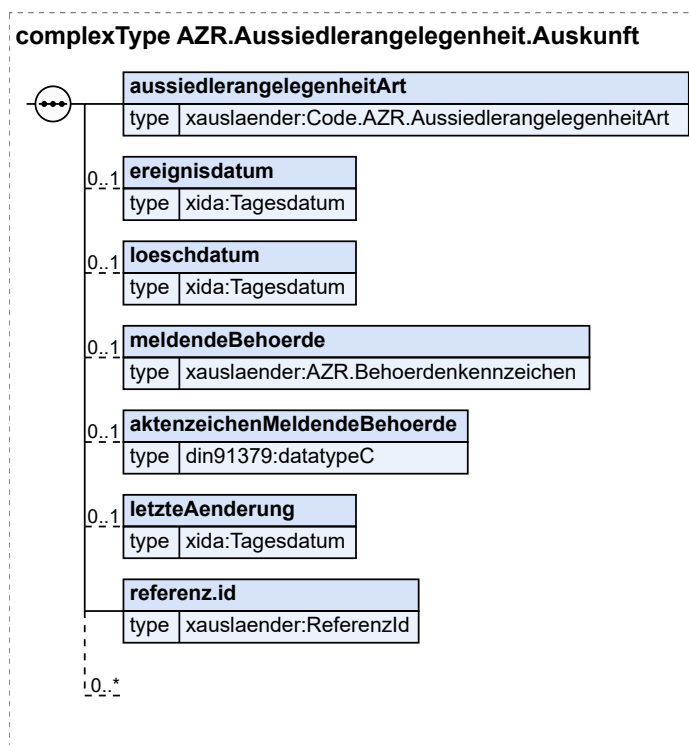 complexType AZR.Aussiedlerangelegenheit.Auskunft
aussiedlerangelegenheitArt
type xauslaender:Code.AZR.AussiedlerangelegenheitArt
0..1 ereignisdatum
type xida:Tagesdatum
0..1 loeschdatum
type xida:Tagesdatum
0..1 meldendeBehoerde
type xauslaender:AZR.Behoerdenkennzeichen
0..1 aktenzeichenMeldendeBehoerde
type din91379:datatypeC
0..1 letzteAenderung
type xida:Tagesdatum
referenz.id
type xauslaender:ReferenzId
0..*